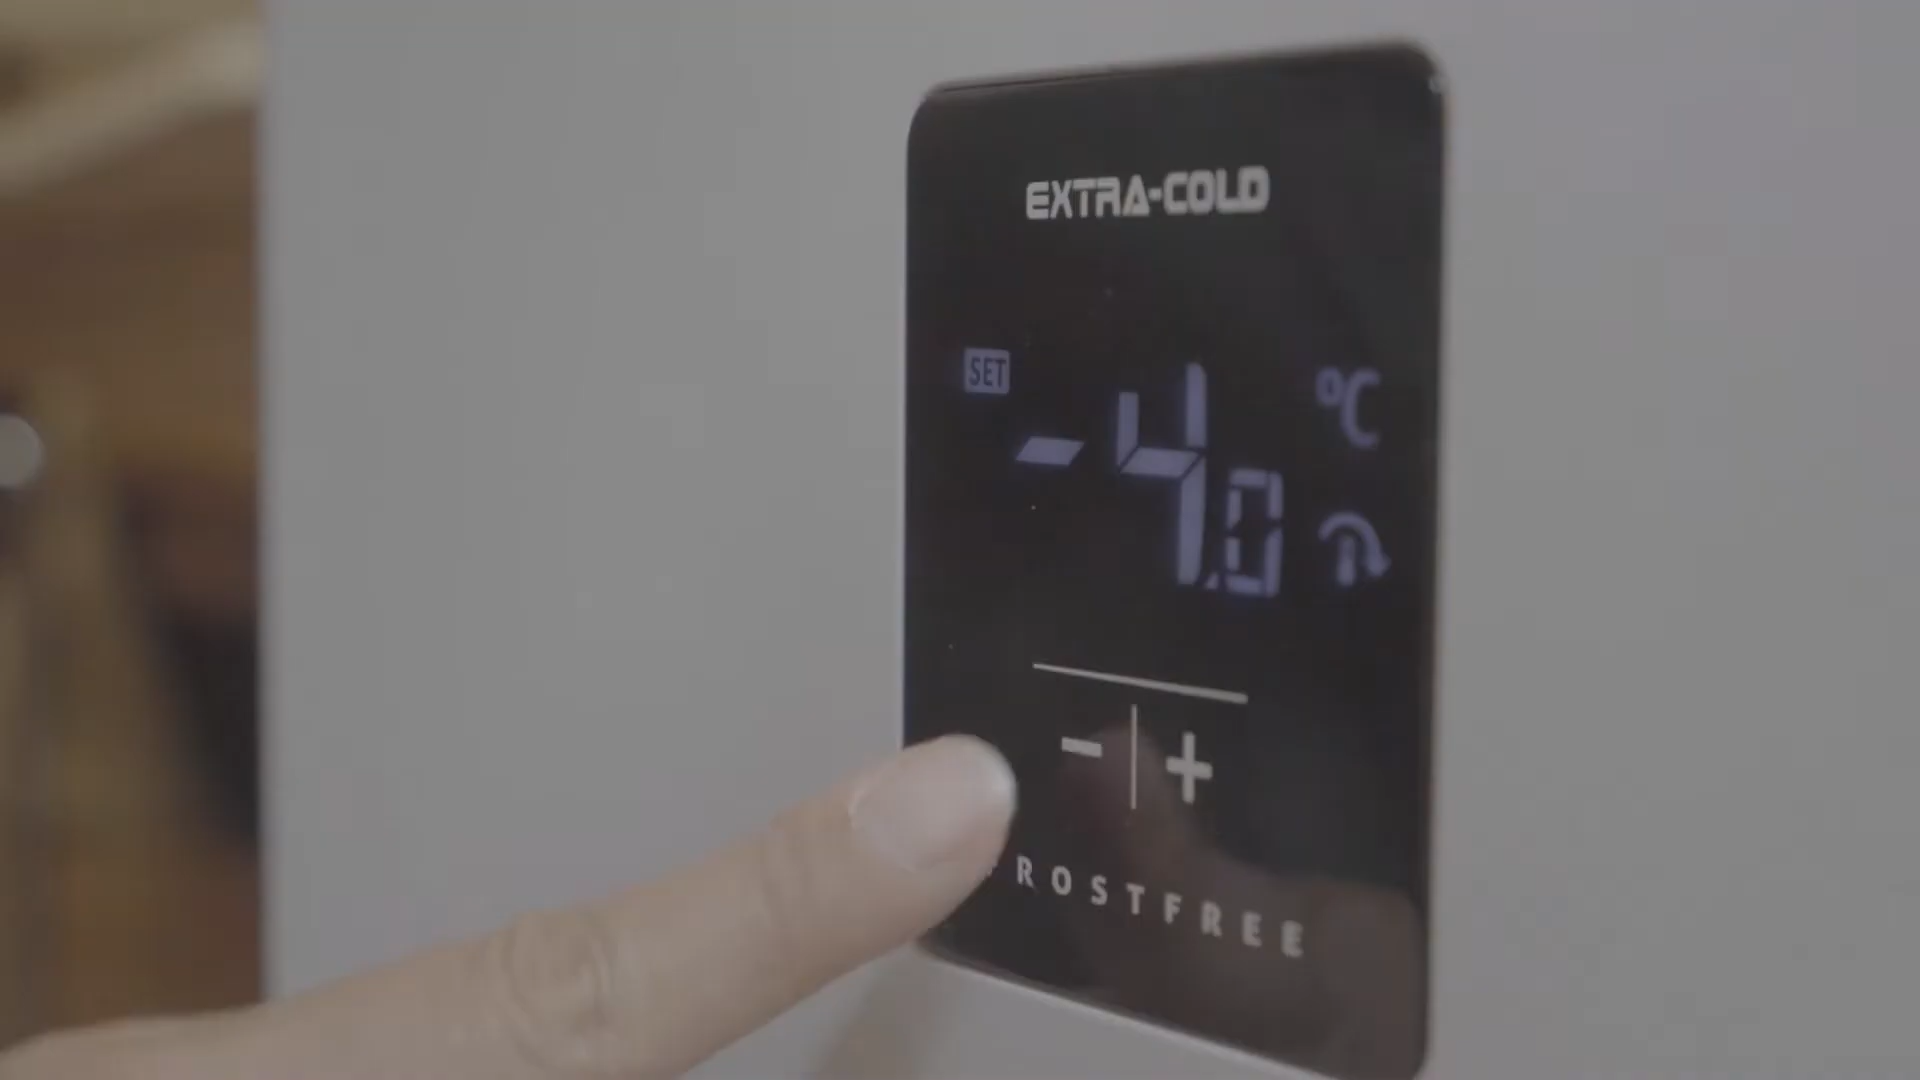 EXTRA-COLD
SET
-4.0 °C
- | +
ROSTFREE